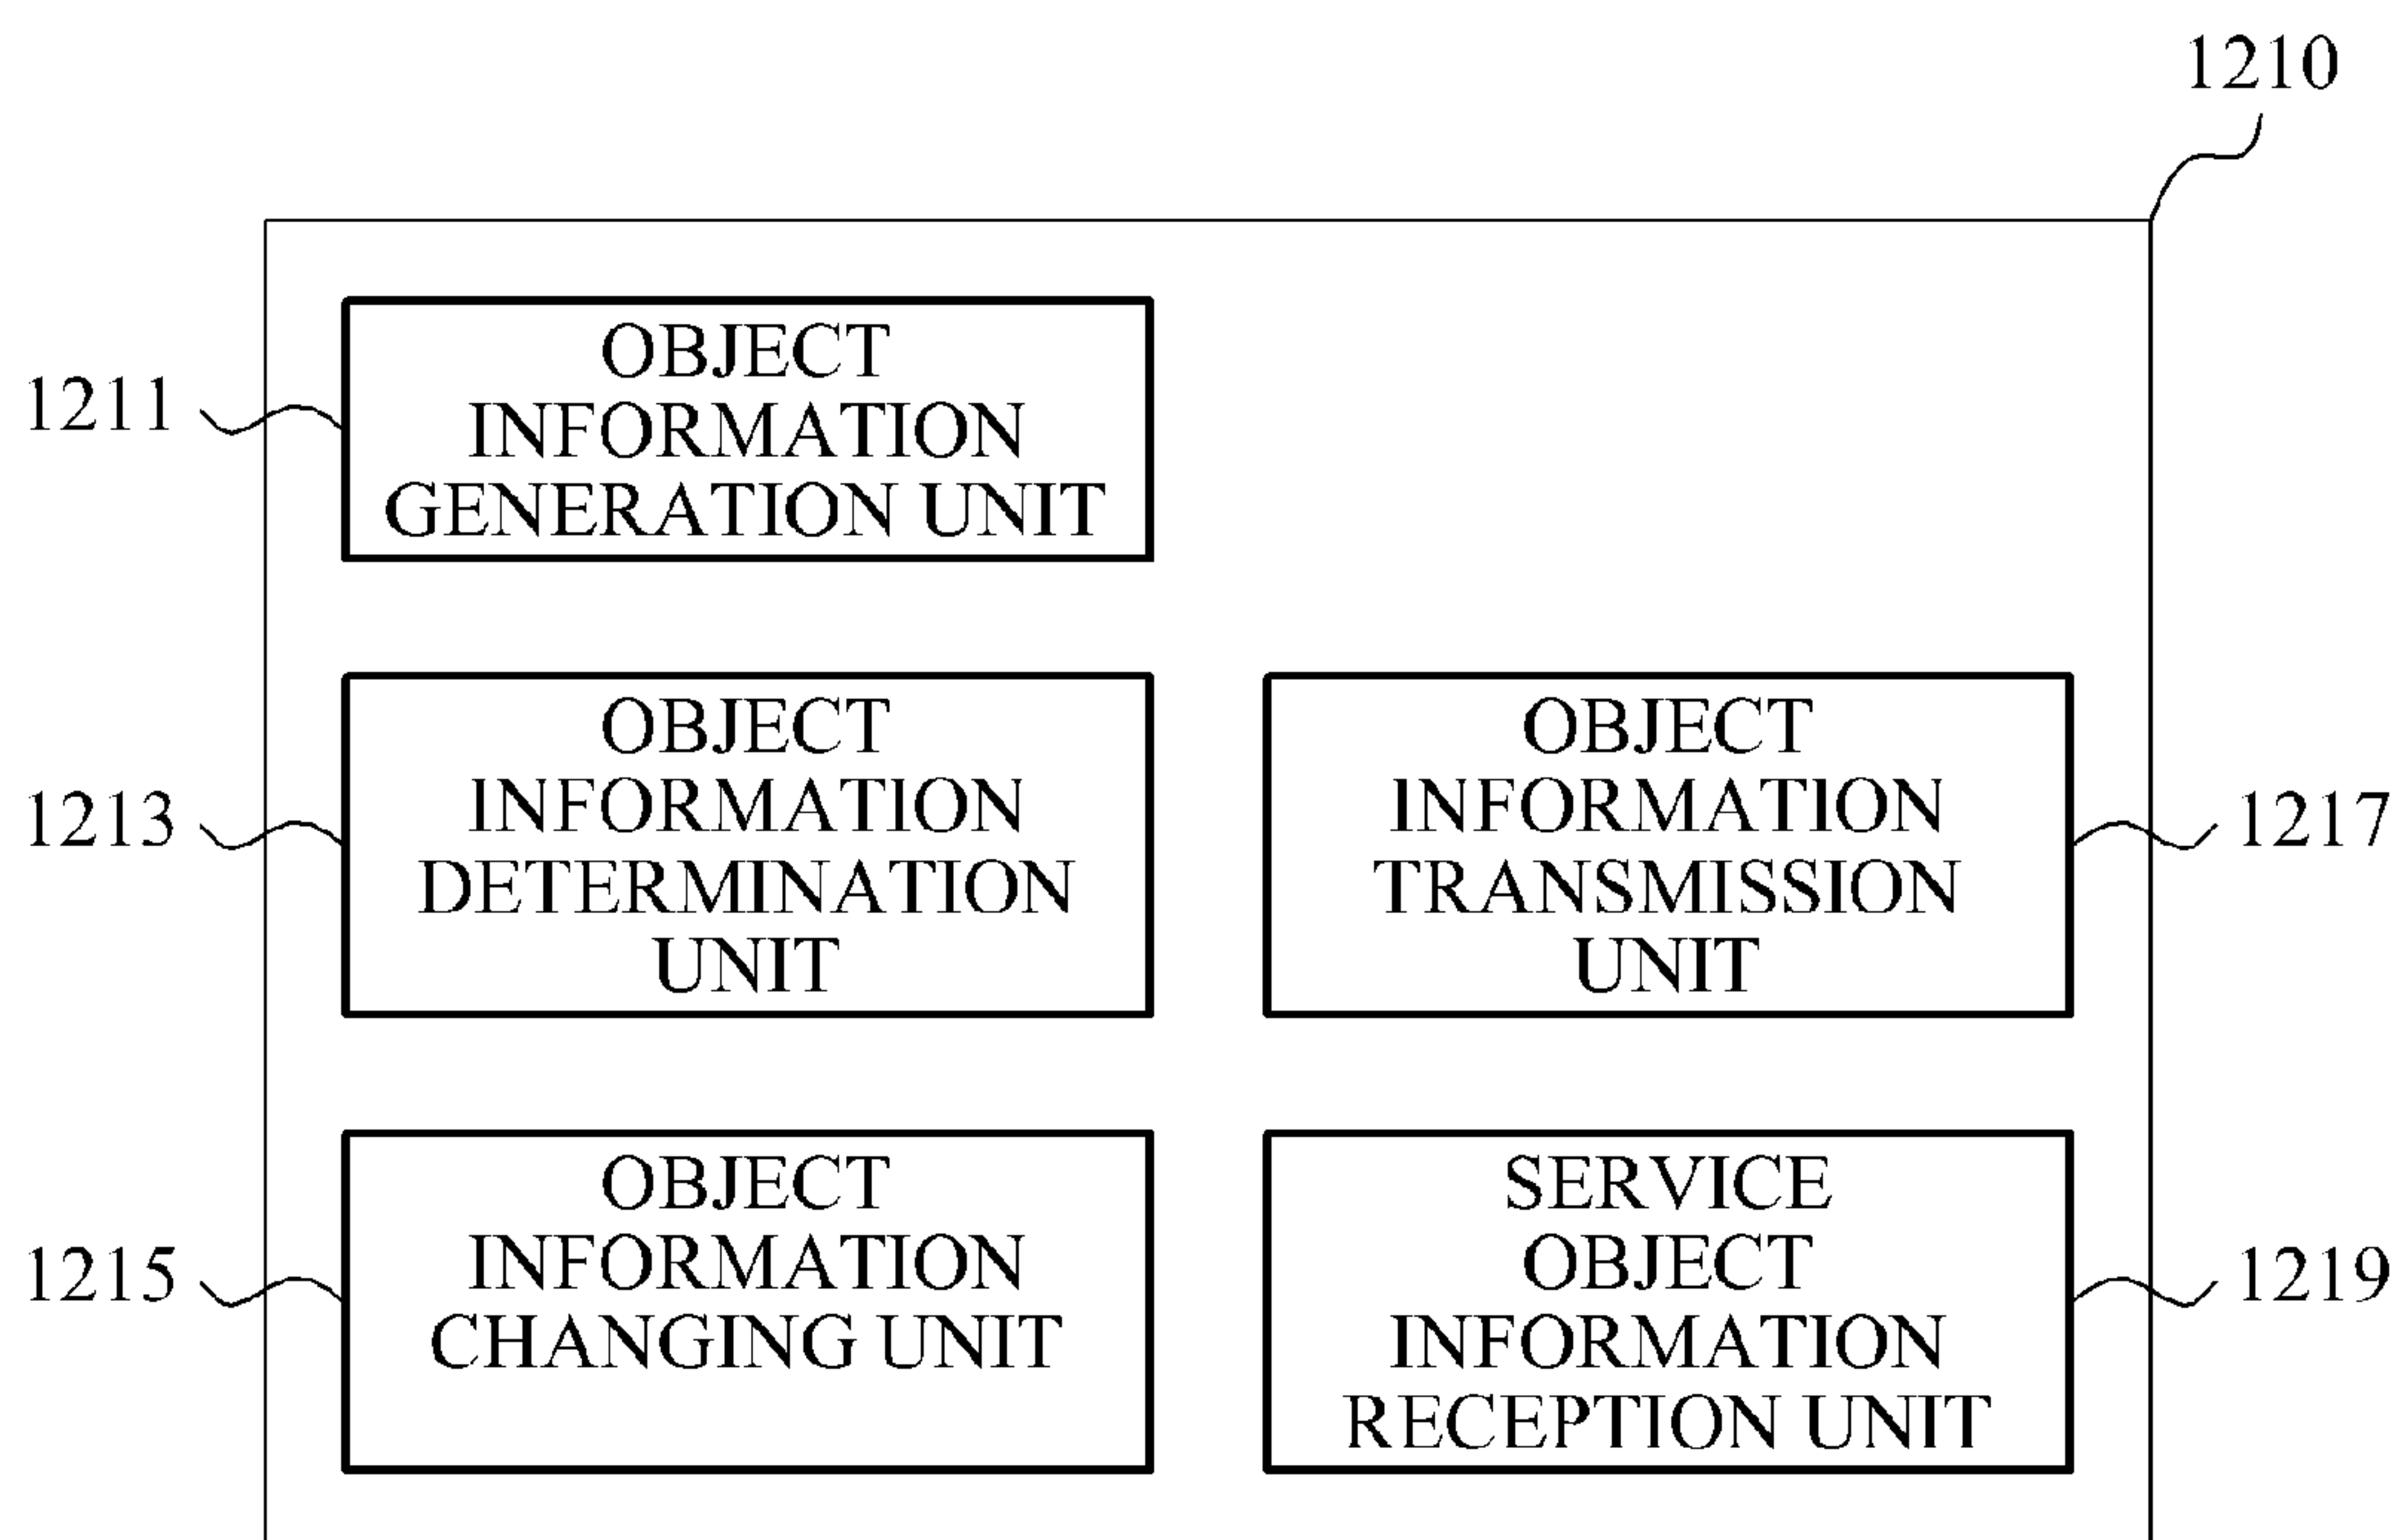 1210
1211
OBJECT
INFORMATION
GENERATION UNIT
1213
OBJECT
INFORMATION
DETERMINATION
UNIT
OBJECT
INFORMATION
TRANSMISSION
UNIT
1217
1215
OBJECT
INFORMATION
CHANGING UNIT
SERVICE
OBJECT
INFORMATION
RECEPTION UNIT
1219